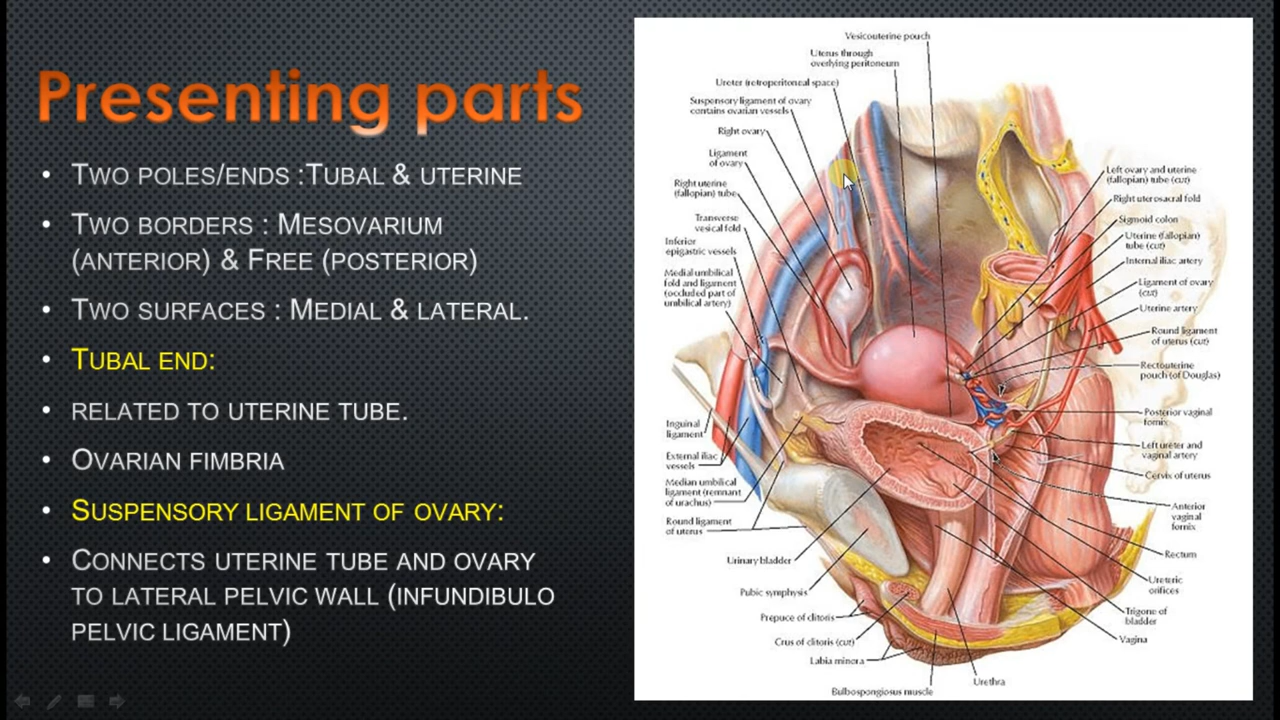 Presenting parts
• Two poles/ends :Tubal & uterine
• Two borders : Mesovarium
(anterior) & Free (posterior)
• Two surfaces : Medial & lateral.
• Tubal end:
• related to uterine tube.
• Ovarian fimbria
• Suspensory ligament of ovary:
• Connects uterine tube and ovary
to lateral pelvic wall (infundibulo
pelvic ligament)
Vesicouterine pouch
Uterus through
overlying peritoneum
Ureter (retroperitoneal space)
Suspensory ligament of ovary
contains ovarian vessels
Right ovary
Ligament
of ovary
Right uterine
(fallopian) tube
Transverse
vesical fold
Inferior
epigastric vessels
Medial umbilical
fold and ligament
(occluded part of
umbilical artery)
Inguinal
ligament
External iliac
vessels
Median umbilical
ligament (remnant
of urachus)
Round ligament
of uterus
Urinary bladder
Pubic symphysis
Prepuce of clitoris
Crus of clitoris (cut)
Labia minora
Bulbospongiosus muscle
Left ovary and uterine
(fallopian) tube (cut)
Right uterosacral fold
Sigmoid colon
Uterine (fallopian)
tube (cut)
Internal iliac artery
Ligament of ovary
(cut)
Uterine artery
Round ligament
of uterus (cut)
Rectouterine
pouch (of Douglas)
Posterior vaginal
fornix
Left ureter and
vaginal artery
Cervix of uterus
Anterior
vaginal
fornix
Rectum
Ureteric
orifices
Trigone of
bladder
Vagina
Urethra